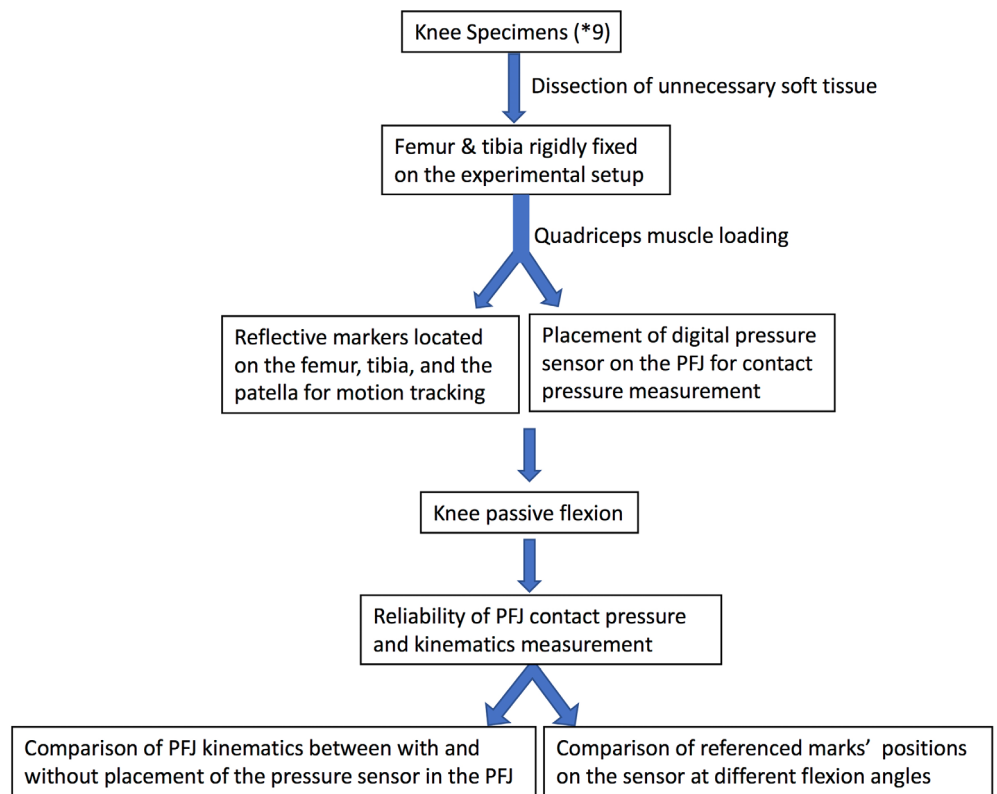 Knee Specimens (*9)
Dissection of unnecessary soft tissue
Femur & tibia rigidly fixed
on the experimental setup
Quadriceps muscle loading
Reflective markers located
on the femur, tibia, and the
patella for motion tracking
Placement of digital pressure
sensor on the PFJ for contact
pressure measurement
Knee passive flexion
Reliability of PFJ contact pressure
and kinematics measurement
Comparison of PFJ kinematics between with and
without placement of the pressure sensor in the PFJ
Comparison of referenced marks’ positions
on the sensor at different flexion angles